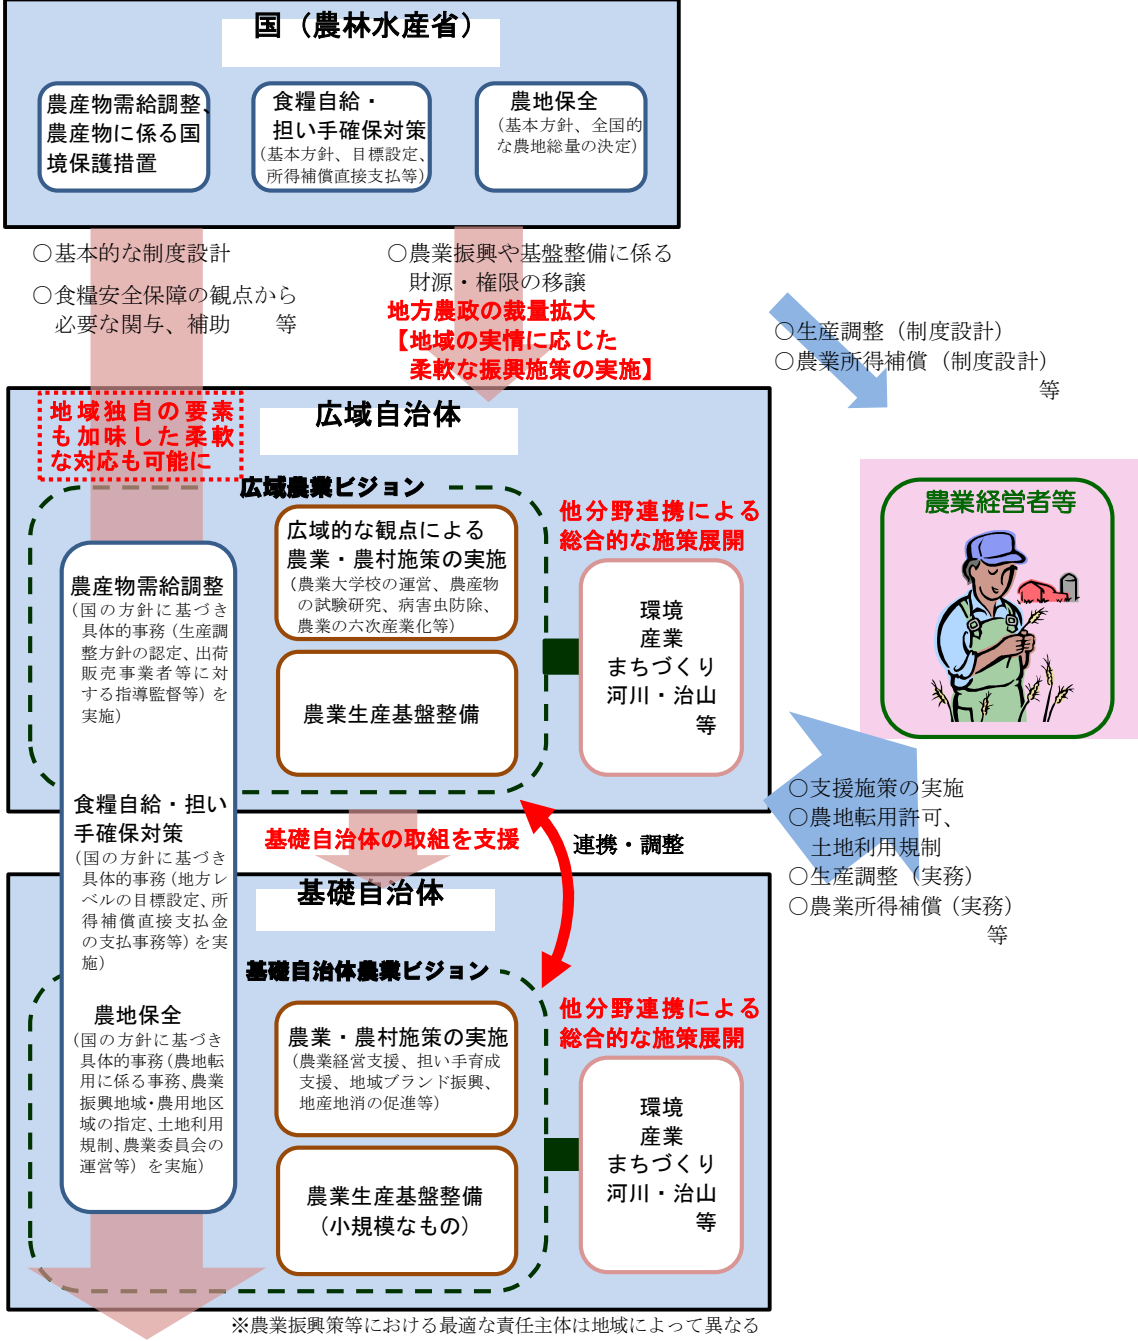 国（農林水産省）
農産物需給調整、
農産物に係る国
境保護措置
食糧自給・
担い手確保対策
（基本方針、目標設定、
所得補償直接支払等）
農地保全
（基本方針、全国的
な農地総量の決定）
○基本的な制度設計
○食糧安全保障の観点から
必要な関与、補助　等
○農業振興や基盤整備に係る
財源・権限の移譲
地方農政の裁量拡大
【地域の実情に応じた
柔軟な振興施策の実施】
○生産調整（制度設計）
○農業所得補償（制度設計）
等
広域自治体
地域独自の要素
も加味した柔軟
な対応も可能に
広域農業ビジョン
広域的な観点による
農業・農村施策の実施
（農業大学校の運営、農産物
の試験研究、病害虫防除、
農業の六次産業化等）
農業生産基盤整備
他分野連携による
総合的な施策展開
環境
産業
まちづくり
河川・治山
等
農業経営者等
農産物需給調整
（国の方針に基づき
具体的事務（生産調
整方針の認定、出荷
販売事業者等に対
する指導監督等）を
実施）
食糧自給・担い
手確保対策
（国の方針に基づき
具体的事務（地方レ
ベルの目標設定、所
得補償直接支払金
の支払事務等）を実
施）
農地保全
（国の方針に基づき
具体的事務（農地転
用に係る事務、農業
振興地域・農用地区
域の指定、土地利用
規制、農業委員会の
運営等）を実施）
基礎自治体の取組を支援
連携・調整
○支援施策の実施
○農地転用許可、
土地利用規制
○生産調整（実務）
○農業所得補償（実務）
等
基礎自治体
基礎自治体農業ビジョン
農業・農村施策の実施
（農業経営支援、担い手育成
支援、地域ブランド振興、
地産地消の促進等）
農業生産基盤整備
（小規模なもの）
他分野連携による
総合的な施策展開
環境
産業
まちづくり
河川・治山
等
※農業振興策等における最適な責任主体は地域によって異なる